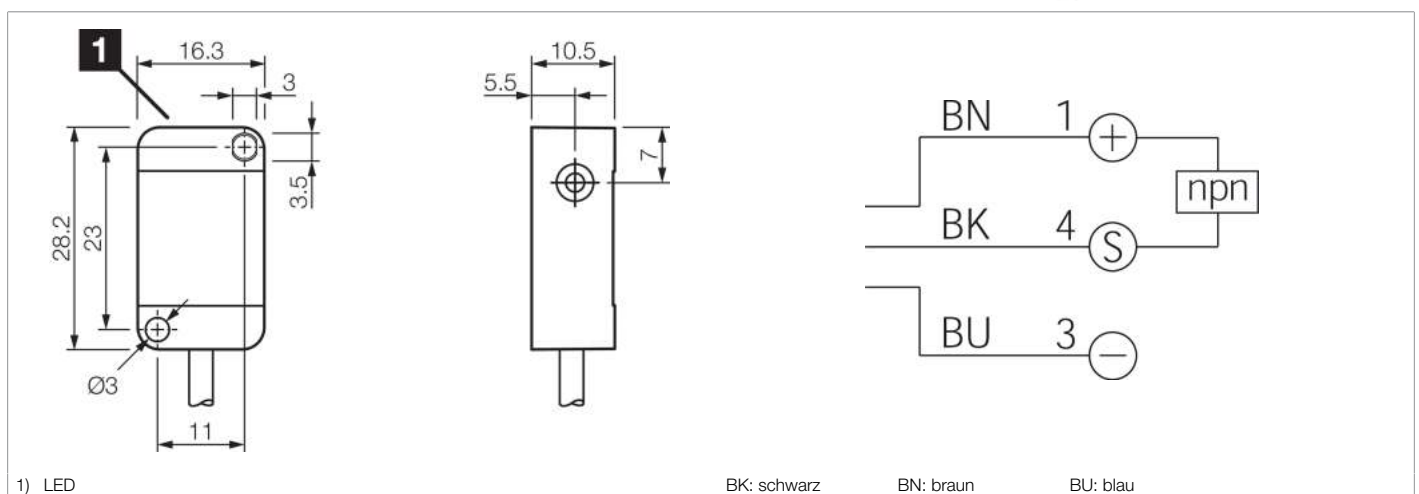 1
16.3
3
28.2
23
3.5
Ø3
11
10.5
5.5
7
BN 1 +
npn
BK 4 S
BU 3 −
1) LED
BK: schwarz BN: braun BU: blau